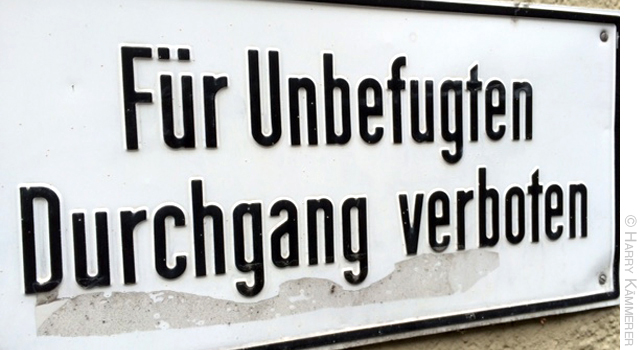 Für Unbefugten
Durchgang verboten
© HARRY KÄMMERER